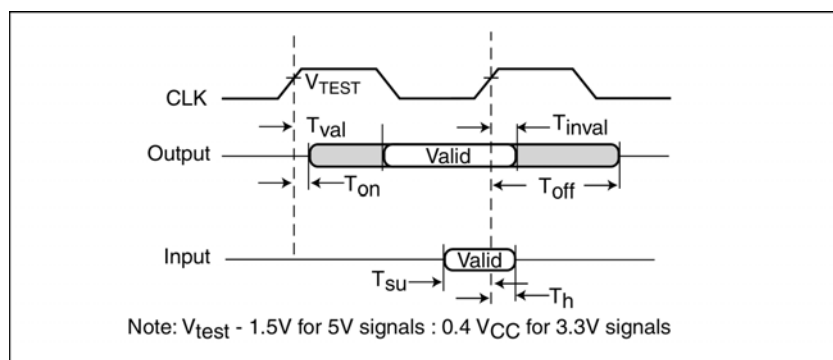 VTEST
CLK
Tval
Tinval
Output
Valid
Ton
Toff
Input
Valid
Tsu
Th
Note: Vtest - 1.5V for 5V signals : 0.4 VCC for 3.3V signals